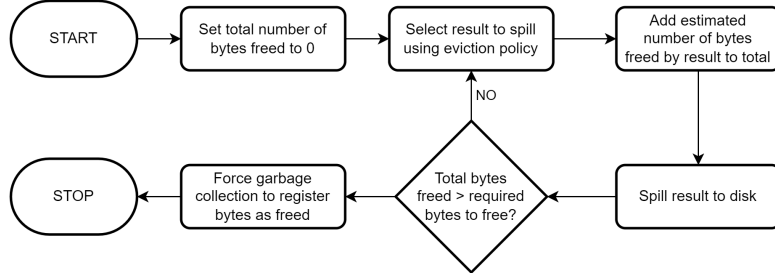 START
Set total number of
bytes freed to 0
Select result to spill
using eviction policy
Add estimated
number of bytes
freed by result to total
NO
STOP
Force garbage
collection to register
bytes as freed
Total bytes
freed > required
bytes to free?
Spill result to disk